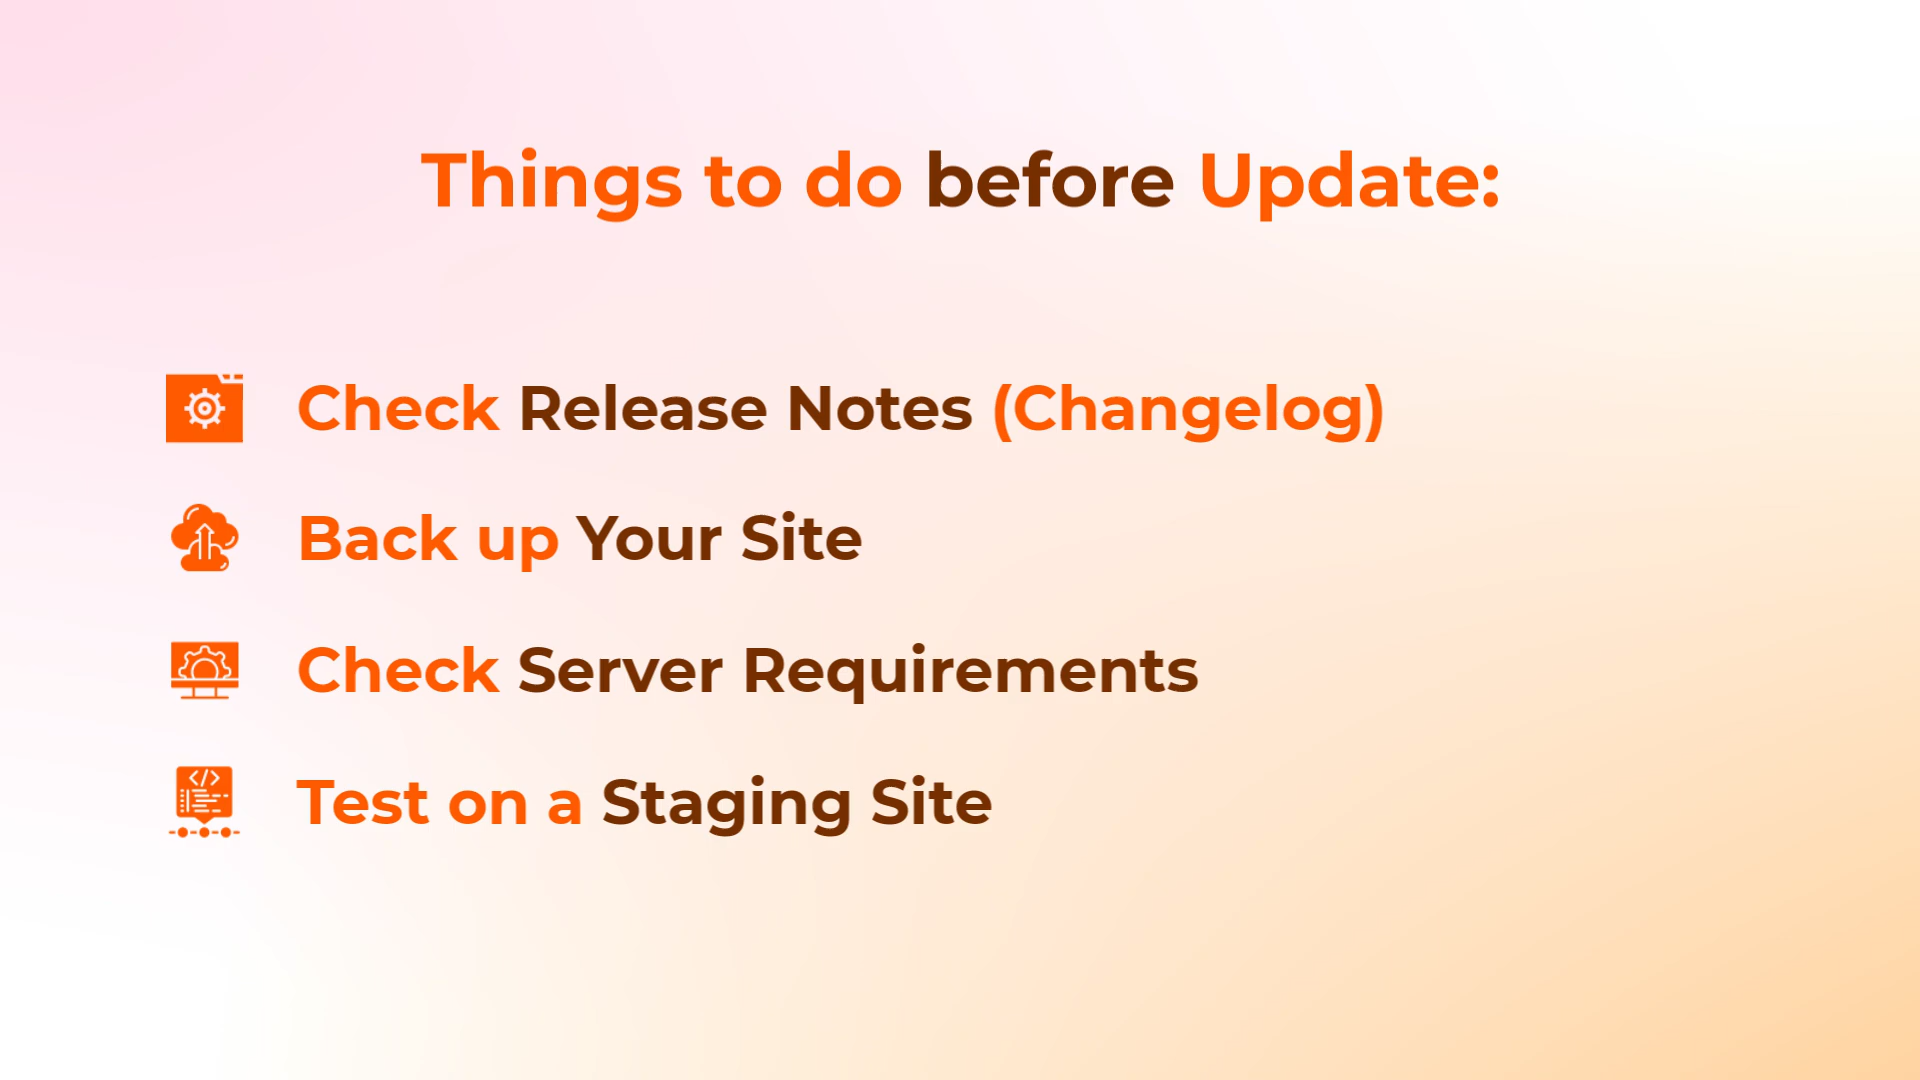 Things to do before Update:
Check Release Notes (Changelog)
Back up Your Site
Check Server Requirements
Test on a Staging Site